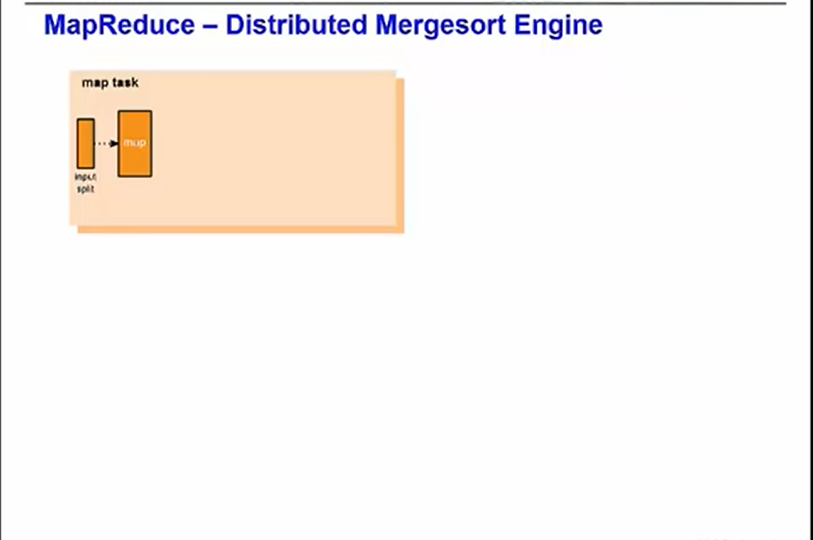 MapReduce – Distributed Mergesort Engine
map task
map
input
split